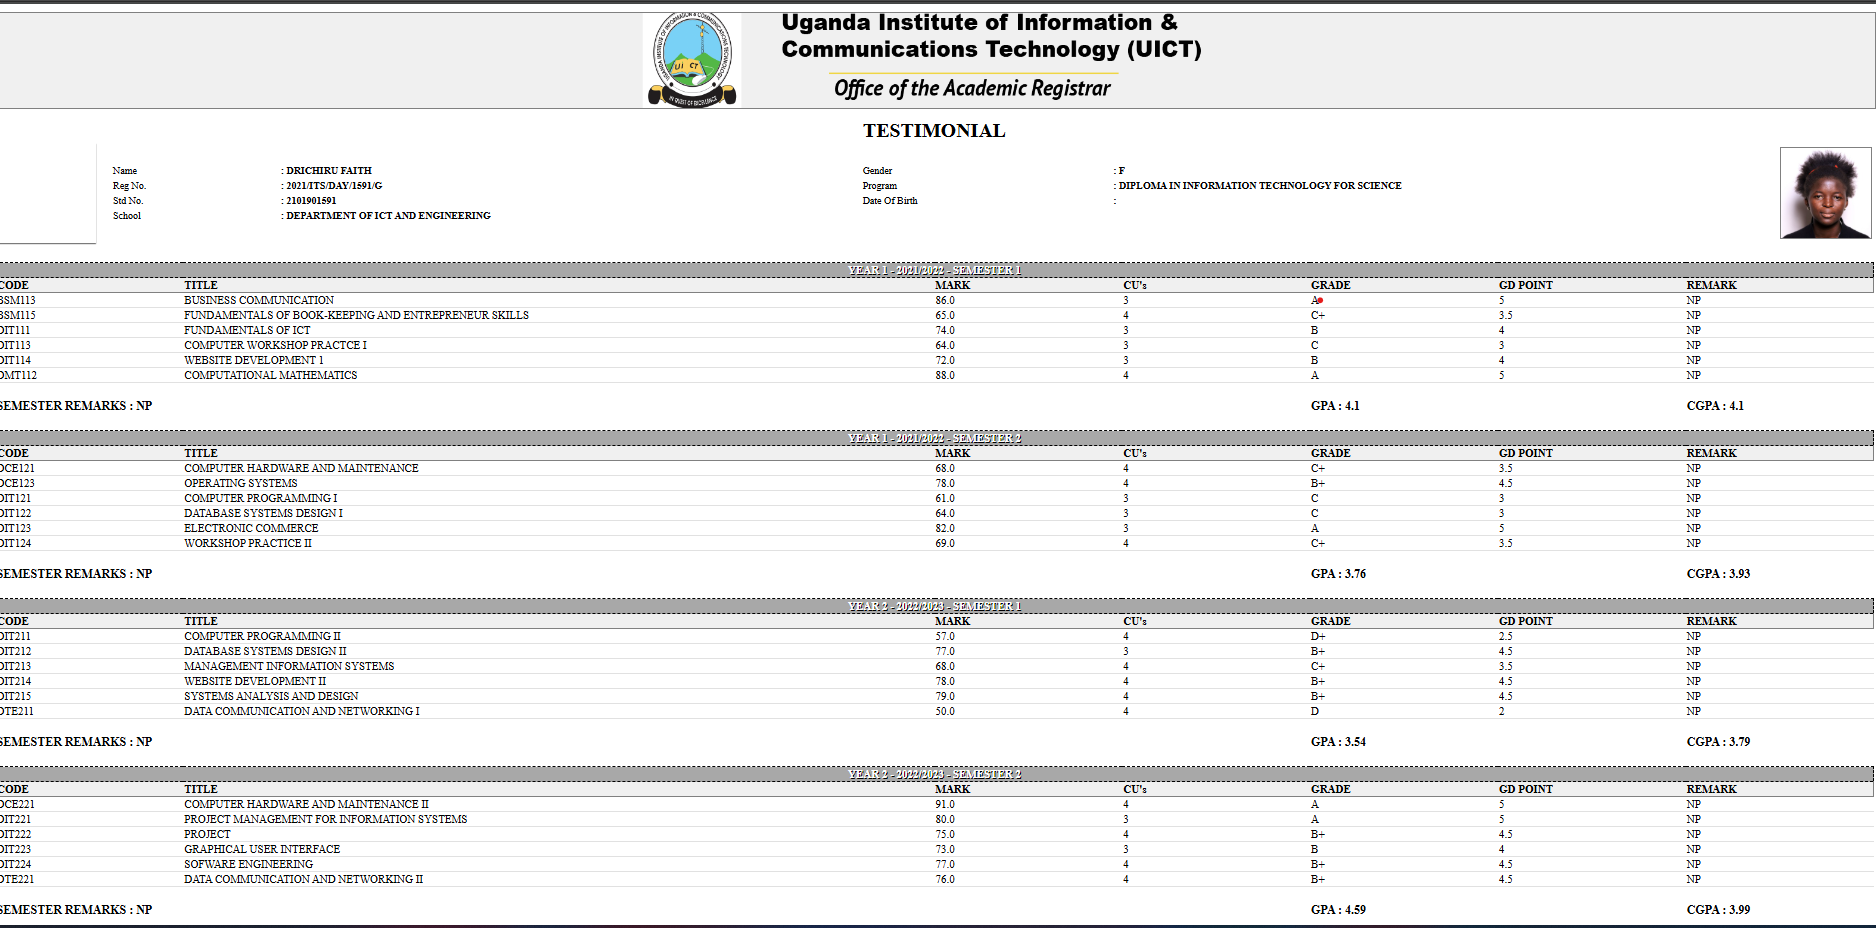 Uganda Institute of Information &
Communications Technology (UICT)
Office of the Academic Registrar
UGANDA INSTITUTE OF INFORMATION & COMMUNICATIONS TECHNOLOGY
UI CT
IN TRUST OF EXCELLENCE
TESTIMONIAL
Name : DRICHIRU FAITH Gender : F
Reg No. : 2021/ITS/DAY/1591/G Program : DIPLOMA IN INFORMATION TECHNOLOGY FOR SCIENCE
Std No. : 2101901591 Date Of Birth :
School : DEPARTMENT OF ICT AND ENGINEERING
YEAR 1 - 2021/2022 - SEMESTER 1
CODE TITLE MARK CU's GRADE GD POINT REMARK
BSM113 BUSINESS COMMUNICATION 86.0 3 A 5 NP
BSM115 FUNDAMENTALS OF BOOK-KEEPING AND ENTREPRENEUR SKILLS 65.0 4 C+ 3.5 NP
DIT111 FUNDAMENTALS OF ICT 74.0 3 B 4 NP
DIT113 COMPUTER WORKSHOP PRACTCE I 64.0 3 C 3 NP
DIT114 WEBSITE DEVELOPMENT 1 72.0 3 B 4 NP
DMT112 COMPUTATIONAL MATHEMATICS 88.0 4 A 5 NP
SEMESTER REMARKS : NP GPA : 4.1 CGPA : 4.1
YEAR 1 - 2021/2022 - SEMESTER 2
CODE TITLE MARK CU's GRADE GD POINT REMARK
DCE121 COMPUTER HARDWARE AND MAINTENANCE 68.0 4 C+ 3.5 NP
DCE123 OPERATING SYSTEMS 78.0 4 B+ 4.5 NP
DIT121 COMPUTER PROGRAMMING I 61.0 3 C 3 NP
DIT122 DATABASE SYSTEMS DESIGN I 64.0 3 C 3 NP
DIT123 ELECTRONIC COMMERCE 82.0 3 A 5 NP
DIT124 WORKSHOP PRACTICE II 69.0 4 C+ 3.5 NP
SEMESTER REMARKS : NP GPA : 3.76 CGPA : 3.93
YEAR 2 - 2022/2023 - SEMESTER 1
CODE TITLE MARK CU's GRADE GD POINT REMARK
DIT211 COMPUTER PROGRAMMING II 57.0 4 D+ 2.5 NP
DIT212 DATABASE SYSTEMS DESIGN II 77.0 3 B+ 4.5 NP
DIT213 MANAGEMENT INFORMATION SYSTEMS 68.0 4 C+ 3.5 NP
DIT214 WEBSITE DEVELOPMENT II 78.0 4 B+ 4.5 NP
DIT215 SYSTEMS ANALYSIS AND DESIGN 79.0 4 B+ 4.5 NP
DTE211 DATA COMMUNICATION AND NETWORKING I 50.0 4 D 2 NP
SEMESTER REMARKS : NP GPA : 3.54 CGPA : 3.79
YEAR 2 - 2022/2023 - SEMESTER 2
CODE TITLE MARK CU's GRADE GD POINT REMARK
DCE221 COMPUTER HARDWARE AND MAINTENANCE II 91.0 4 A 5 NP
DIT221 PROJECT MANAGEMENT FOR INFORMATION SYSTEMS 80.0 3 A 5 NP
DIT222 PROJECT 75.0 4 B+ 4.5 NP
DIT223 GRAPHICAL USER INTERFACE 73.0 3 B 4 NP
DIT224 SOFWARE ENGINEERING 77.0 4 B+ 4.5 NP
DTE221 DATA COMMUNICATION AND NETWORKING II 76.0 4 B+ 4.5 NP
SEMESTER REMARKS : NP GPA : 4.59 CGPA : 3.99